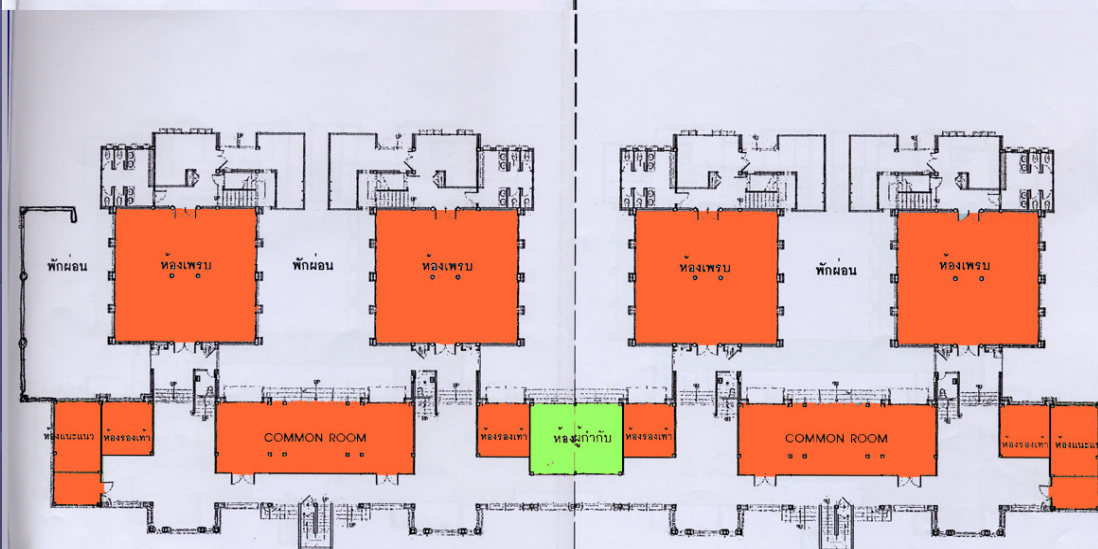 พักผ่อน
ห้องเพรบ
พักผ่อน
ห้องเพรบ
ห้องเพรบ
พักผ่อน
ห้องเพรบ
ห้องแนะแนว
ห้องรองเท้า
COMMON ROOM
ห้องรองเท้า
ห้องผู้กำกับ
ห้องรองเท้า
COMMON ROOM
ห้องรองเท้า
ห้องแนะแน